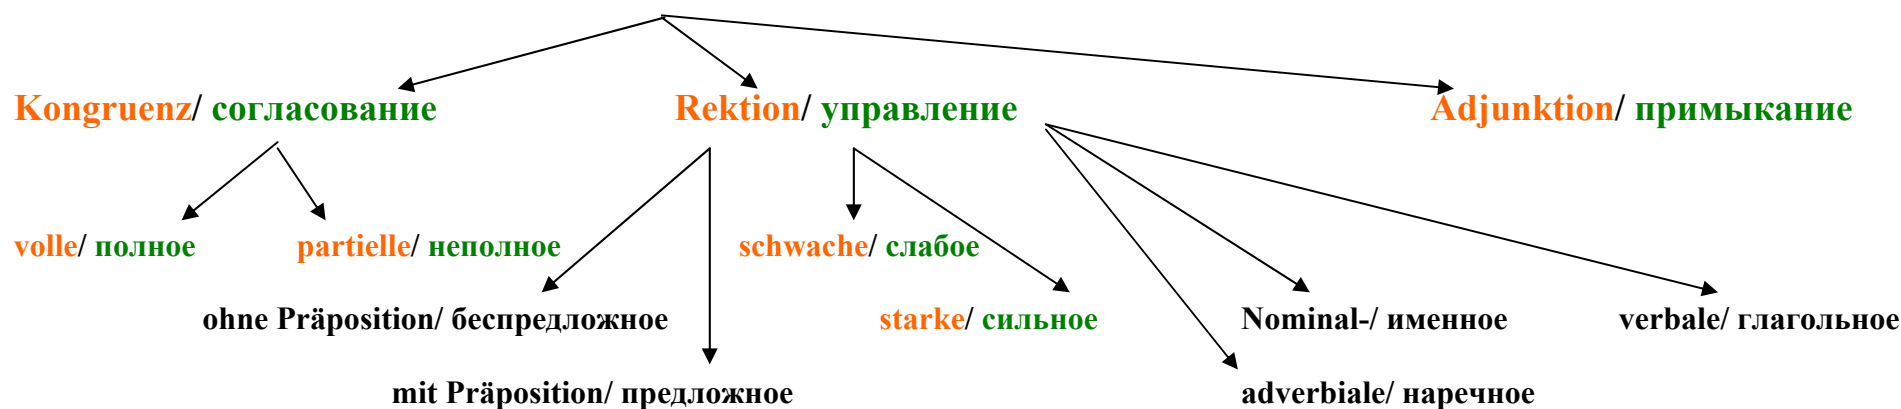 Kongruenz/ согласование Rektion/ управление Adjunktion/ примыкание
volle/ полное partielle/ неполное schwache/ слабое
ohne Präposition/ беспредложное starke/ сильное Nominal-/ именное verbale/ глагольное
mit Präposition/ предложное adverbiale/ наречное